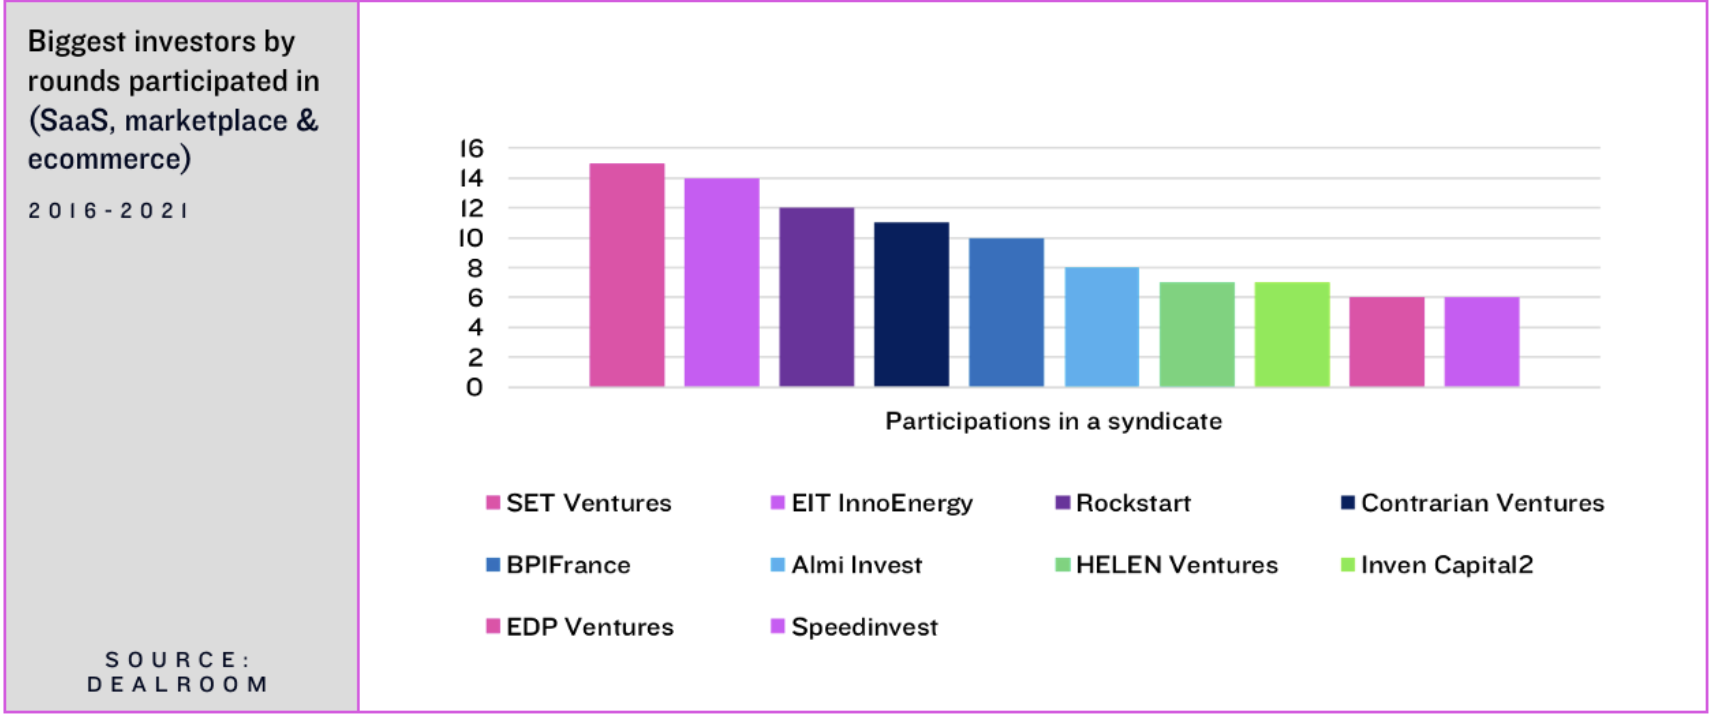 Biggest investors by
rounds participated in
(SaaS, marketplace &
ecommerce)
2016-2021
SOURCE:
DEALROOM
16
14
12
10
8
6
4
2
0
Participations in a syndicate
SET Ventures EIT InnoEnergy Rockstart Contrarian Ventures
BPIFrance Almi Invest HELEN Ventures Inven Capital2
EDP Ventures Speedinvest